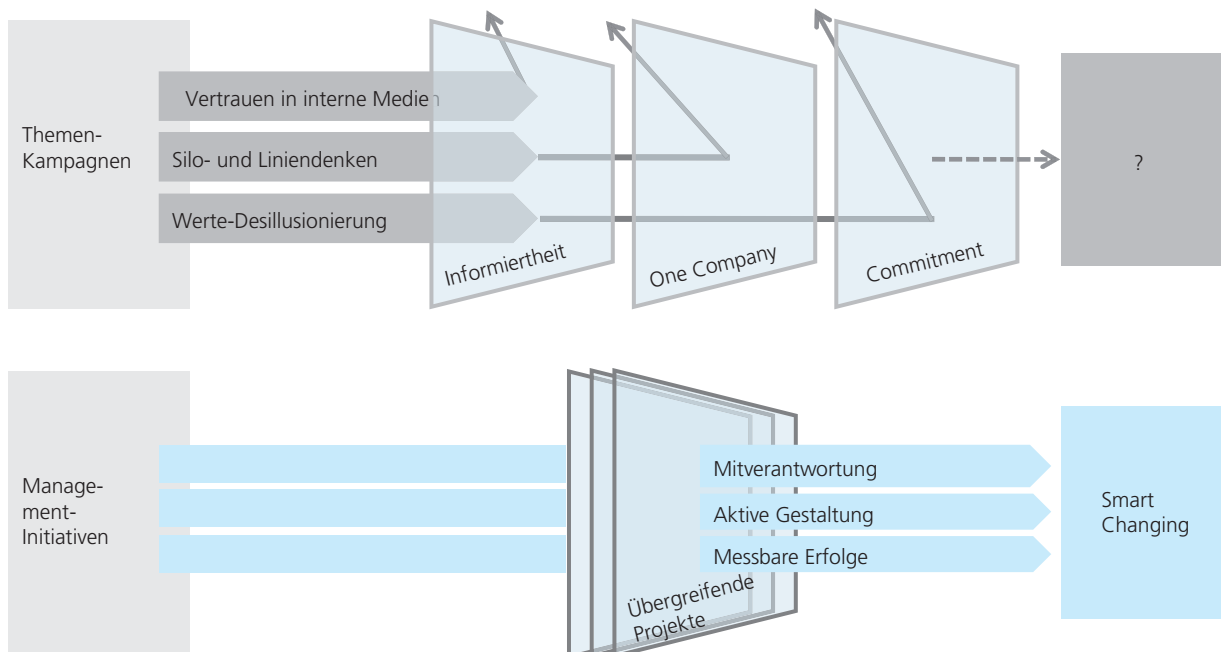 Themen-
Kampagnen
Vertrauen in interne Medien
Silo- und Liniendenken
Werte-Desillusionierung
Informiertheit
One Company
Commitment
?
Manage-
ment-
Initiativen
Übergreifende
Projekte
Mitverantwortung
Aktive Gestaltung
Messbare Erfolge
Smart
Changing